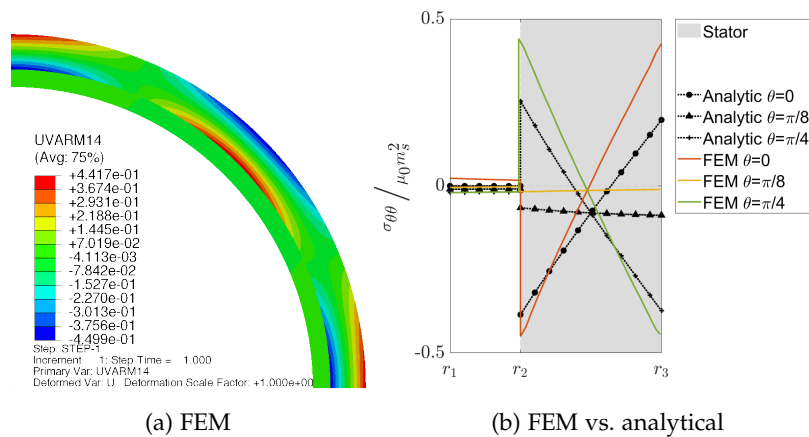 UVARM14
(Avg: 75%)
+4.417e-01
+3.674e-01
+2.931e-01
+2.188e-01
+1.445e-01
+7.019e-02
-4.113e-03
-7.842e-02
-1.527e-01
-2.270e-01
-3.013e-01
-3.756e-01
-4.499e-01
Step: STEP-1
Increment 1: Step Time = 1.000
Primary Var: UVARM14
Deformed Var: U Deformation Scale Factor: +1.000e+00
(a) FEM
0.5
0
-0.5
σθθ / μ₀m²ₛ
r₁ r₂ r₃
Stator
Analytic θ=0
Analytic θ=π/8
Analytic θ=π/4
FEM θ=0
FEM θ=π/8
FEM θ=π/4
(b) FEM vs. analytical